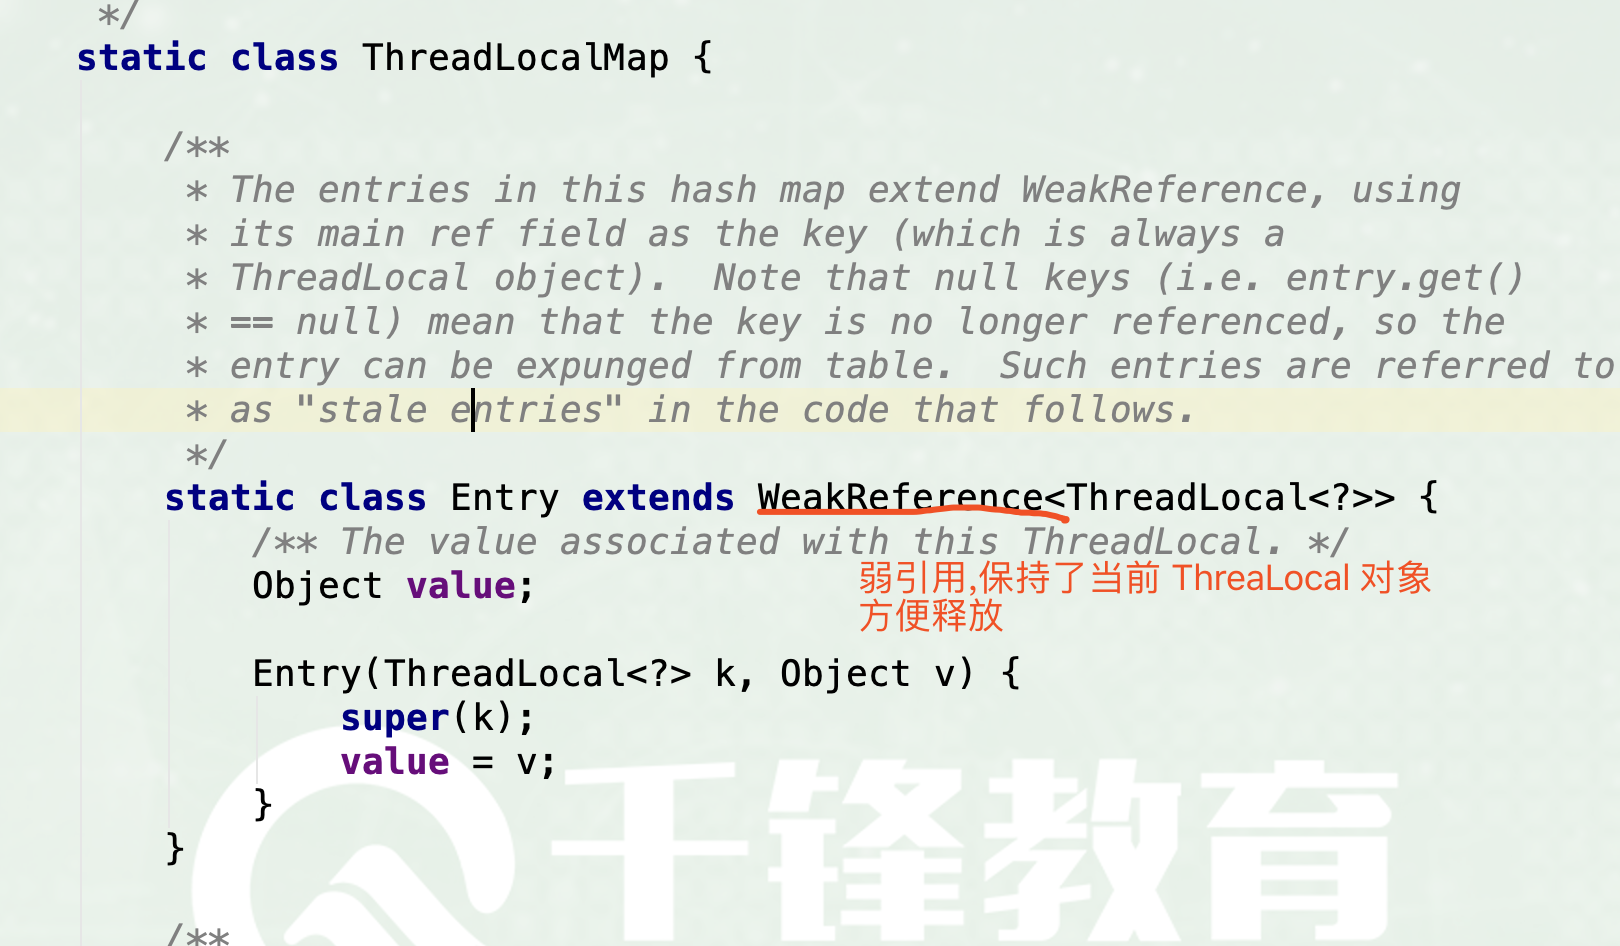 */
static class ThreadLocalMap {
/**
* The entries in this hash map extend WeakReference, using
* its main ref field as the key (which is always a
* ThreadLocal object).  Note that null keys (i.e. entry.get()
* == null) mean that the key is no longer referenced, so the
* entry can be expunged from table.  Such entries are referred to
* as "stale entries" in the code that follows.
*/
static class Entry extends WeakReference<ThreadLocal<?>> {
/** The value associated with this ThreadLocal. */
Object value;
弱引用,保持了当前 ThreaLocal 对象
方便释放
Entry(ThreadLocal<?> k, Object v) {
super(k);
value = v;
}
}
千锋教育
/**